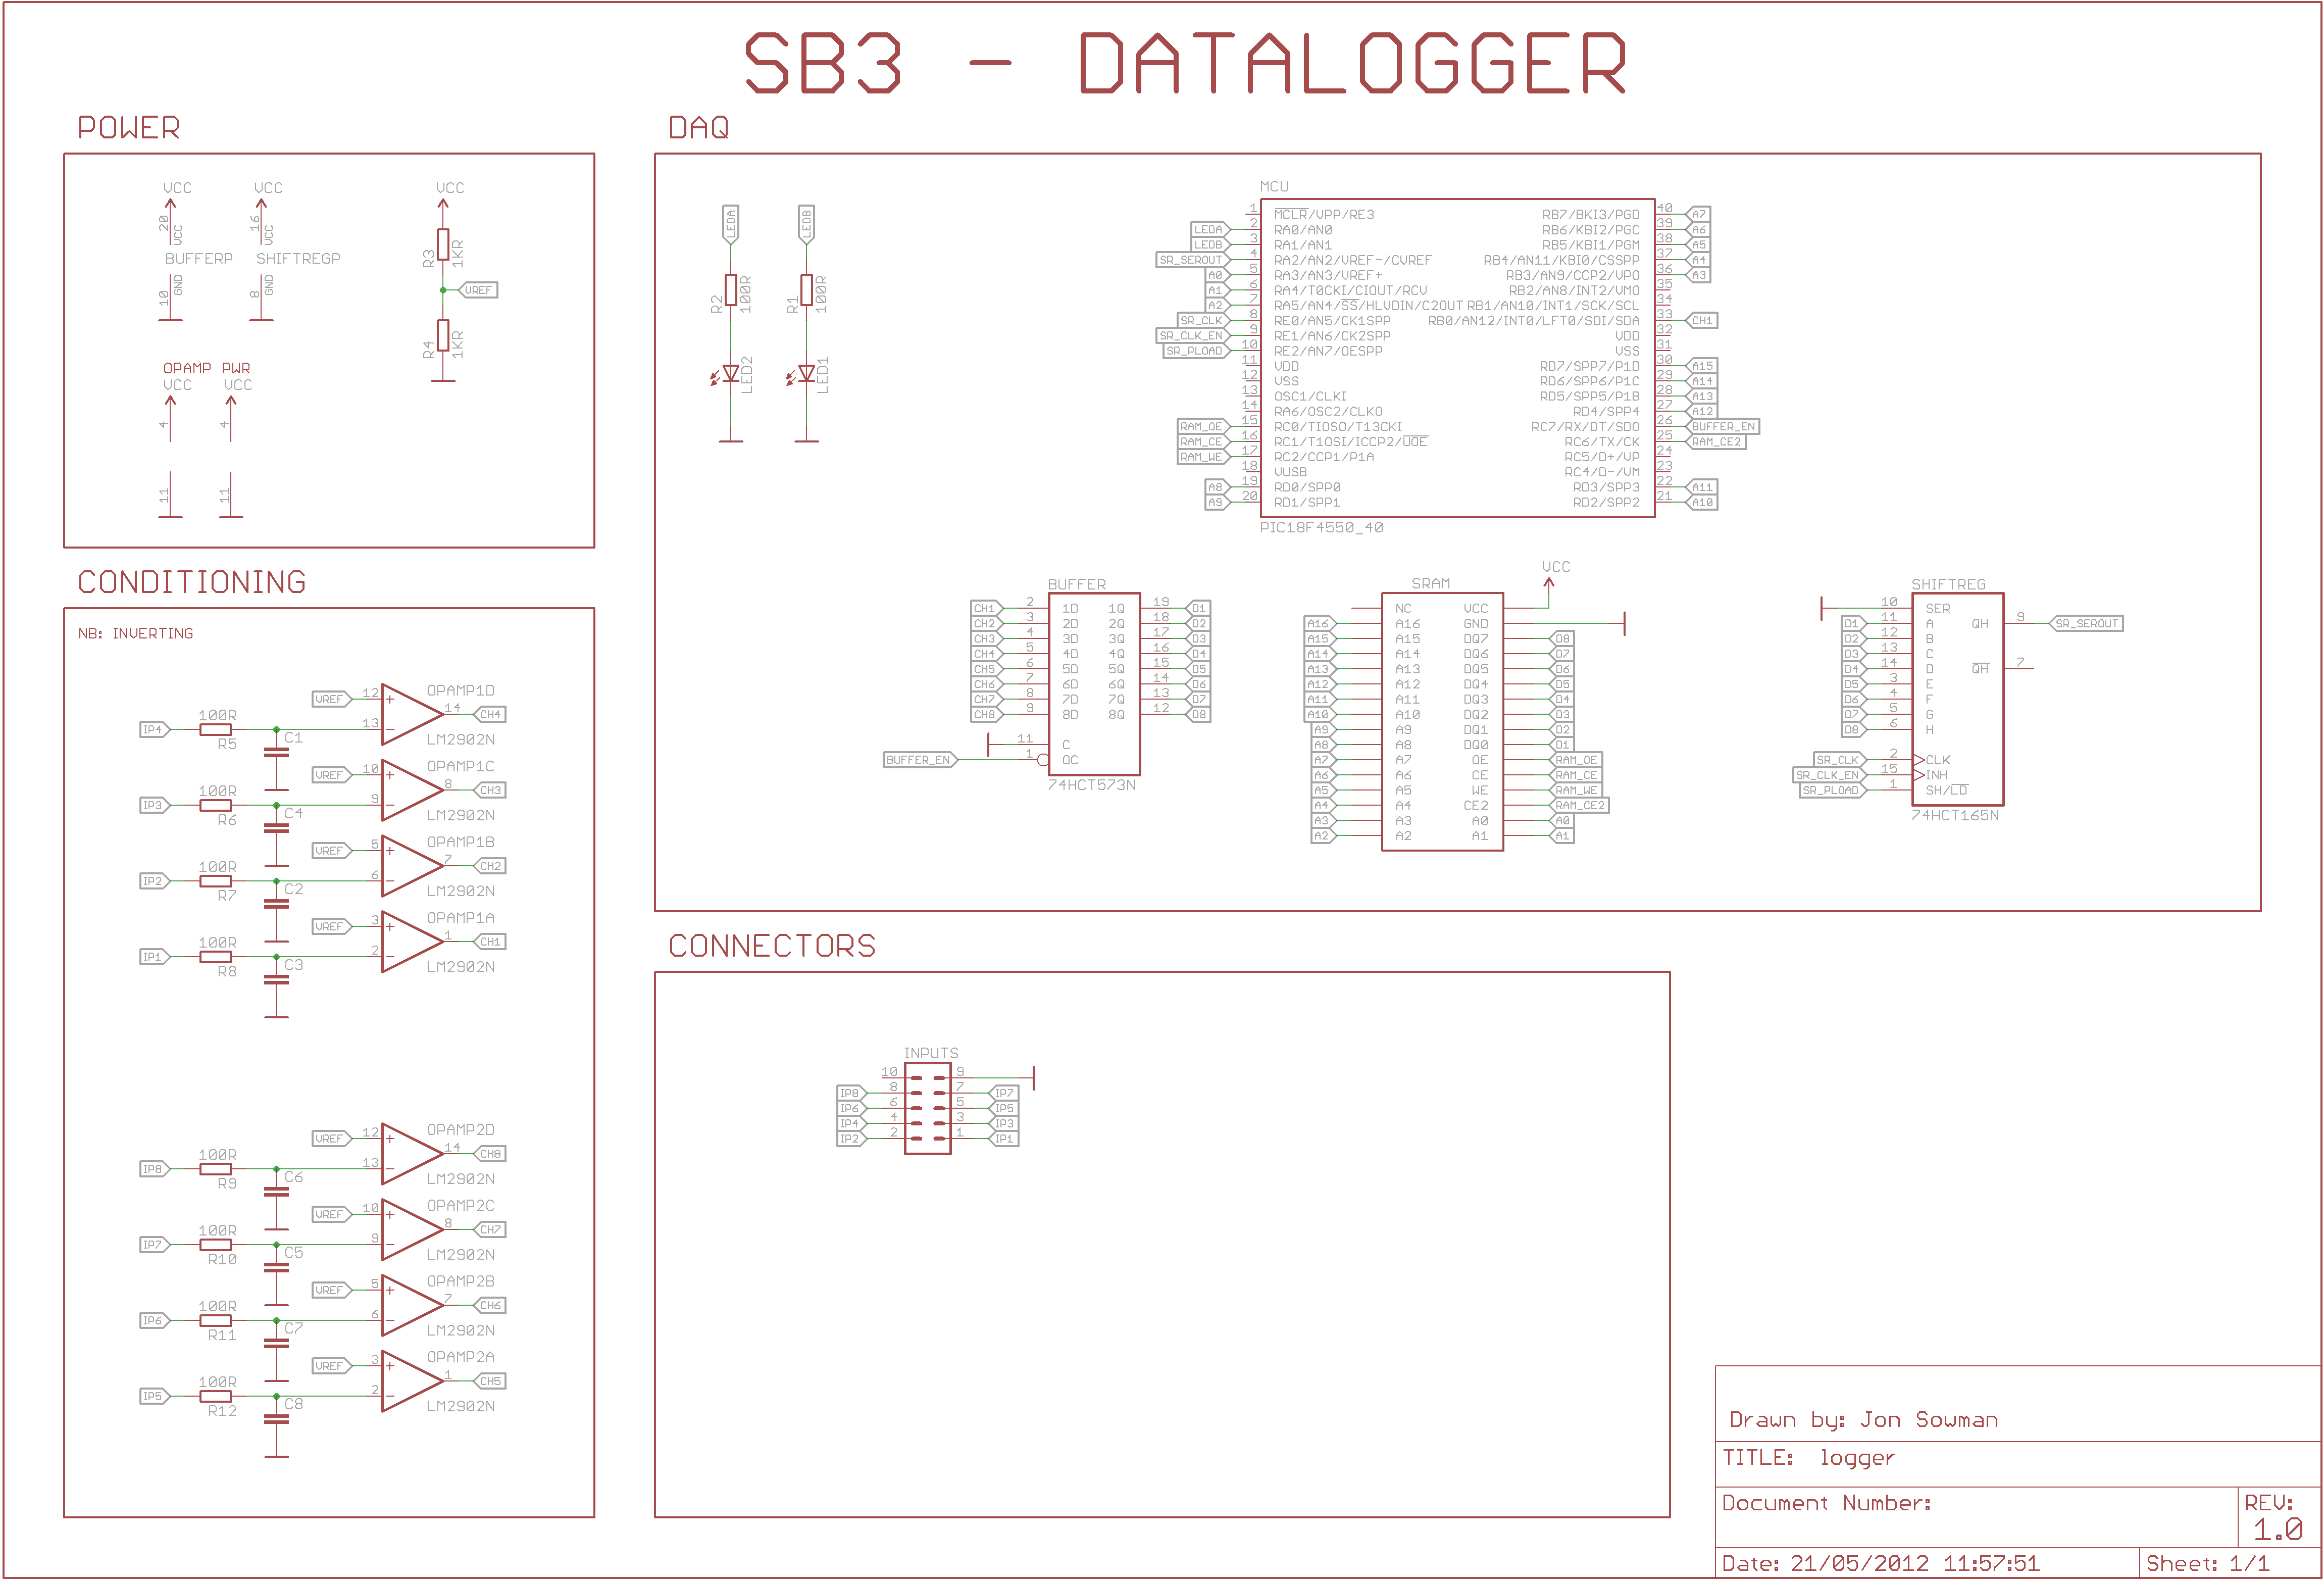 SB3 - DATALOGGER
POWER
VCC
VCC
VCC
20
VCC
16
VCC
BUFFERP
SHIFTREGP
10
GND
8
GND
R3
1KR
VREF
R4
1KR
OPAMP PWR
VCC
VCC
4
4
11
11
CONDITIONING
NB: INVERTING
IP4
100R
R5
C1
VREF
12
13
14
OPAMP1D
LM2902N
CH4
IP3
100R
R6
C4
VREF
10
9
8
OPAMP1C
LM2902N
CH3
IP2
100R
R7
C2
VREF
5
6
7
OPAMP1B
LM2902N
CH2
IP1
100R
R8
C3
VREF
3
2
1
OPAMP1A
LM2902N
CH1
IP8
100R
R9
C6
VREF
12
13
14
OPAMP2D
LM2902N
CH8
IP7
100R
R10
C5
VREF
10
9
8
OPAMP2C
LM2902N
CH7
IP6
100R
R11
C7
VREF
5
6
7
OPAMP2B
LM2902N
CH6
IP5
100R
R12
C8
VREF
3
2
1
OPAMP2A
LM2902N
CH5
DAQ
LEDA
LEDB
R2
100R
R1
100R
LED2
LED1
MCU
1 MCLR/VPP/RE3
LEDA 2 RA0/AN0
LEDB 3 RA1/AN1
SR_SEROUT 4 RA2/AN2/VREF-/CVREF
A0 5 RA3/AN3/VREF+
A1 6 RA4/T0CKI/CIOUT/RCV
A2 7 RA5/AN4/SS/HLVDIN/C2OUT
SR_CLK 8 RE0/AN5/CK1SPP
SR_CLK_EN 9 RE1/AN6/CK2SPP
SR_PLOAD 10 RE2/AN7/OESPP
11 VDD
12 VSS
13 OSC1/CLKI
14 RA6/OSC2/CLKO
RAM_OE 15 RC0/TIOSO/T13CKI
RAM_CE 16 RC1/T1OSI/ICCP2/UOE
RAM_WE 17 RC2/CCP1/P1A
18 VUSB
A8 19 RD0/SPP0
A9 20 RD1/SPP1
RB7/BKI3/PGD 40 A7
RB6/KBI2/PGC 39 A6
RB5/KBI1/PGM 38 A5
RB4/AN11/KBI0/CSSPP 37 A4
RB3/AN9/CCP2/VPO 36 A3
RB2/AN8/INT2/VMO 35
RB1/AN10/INT1/SCK/SCL 34
RB0/AN12/INT0/LFT0/SDI/SDA 33 CH1
VDD 32
VSS 31
RD7/SPP7/P1D 30 A15
RD6/SPP6/P1C 29 A14
RD5/SPP5/P1B 28 A13
RD4/SPP4 27 A12
RC7/RX/DT/SDO 26 BUFFER_EN
RC6/TX/CK 25 RAM_CE2
RC5/D+/VP 24
RC4/D-/VM 23
RD3/SPP3 22 A11
RD2/SPP2 21 A10
PIC18F4550_40
BUFFER
CH1 2 1D 1Q 19 D1
CH2 3 2D 2Q 18 D2
CH3 4 3D 3Q 17 D3
CH4 5 4D 4Q 16 D4
CH5 6 5D 5Q 15 D5
CH6 7 6D 6Q 14 D6
CH7 8 7D 7Q 13 D7
CH8 9 8D 8Q 12 D8
11 C
BUFFER_EN 1 OC
74HCT573N
SRAM
VCC
NC VCC
A16 A16 GND
A15 A15 DQ7 D8
A14 A14 DQ6 D7
A13 A13 DQ5 D6
A12 A12 DQ4 D5
A11 A11 DQ3 D4
A10 A10 DQ2 D3
A9 A9 DQ1 D2
A8 A8 DQ0 D1
A7 A7 OE RAM_OE
A6 A6 CE RAM_CE
A5 A5 WE RAM_WE
A4 A4 CE2 RAM_CE2
A3 A3 A0 A0
A2 A2 A1 A1
SHIFTREG
10 SER
D1 11 A QH 9 SR_SEROUT
D2 12 B
D3 13 C
D4 14 D QH 7
D5 3 E
D6 4 F
D7 5 G
D8 6 H
SR_CLK 2 CLK
SR_CLK_EN 15 INH
SR_PLOAD 1 SH/LD
74HCT165N
CONNECTORS
INPUTS
10 9
IP8 8 7 IP7
IP6 6 5 IP5
IP4 4 3 IP3
IP2 2 1 IP1
Drawn by: Jon Sowman
TITLE: logger
Document Number:
REV:
1.0
Date: 21/05/2012 11:57:51
Sheet: 1/1